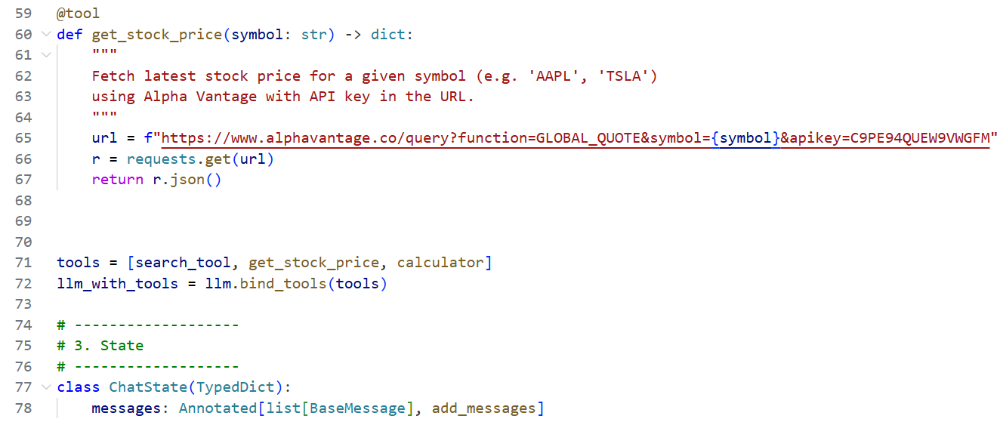 59 @tool
60 def get_stock_price(symbol: str) -> dict:
61     """
62     Fetch latest stock price for a given symbol (e.g. 'AAPL', 'TSLA')
63     using Alpha Vantage with API key in the URL.
64     """
65     url = f"https://www.alphavantage.co/query?function=GLOBAL_QUOTE&symbol={symbol}&apikey=C9PE94QUEW9VWGFM"
66     r = requests.get(url)
67     return r.json()
68
69
70
71 tools = [search_tool, get_stock_price, calculator]
72 llm_with_tools = llm.bind_tools(tools)
73
74 # -------------------
75 # 3. State
76 # -------------------
77 class ChatState(TypedDict):
78     messages: Annotated[list[BaseMessage], add_messages]